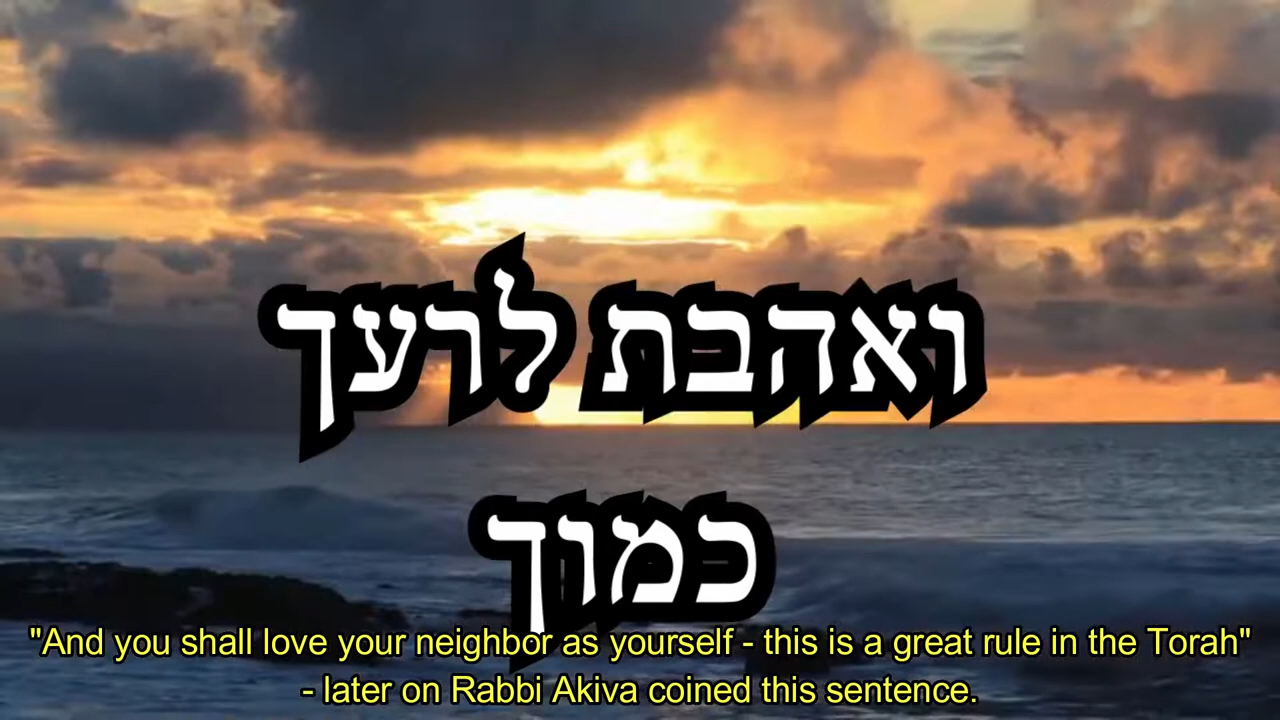 ואהבת לרעך
כמוך
"And you shall love your neighbor as yourself - this is a great rule in the Torah"
- later on Rabbi Akiva coined this sentence.